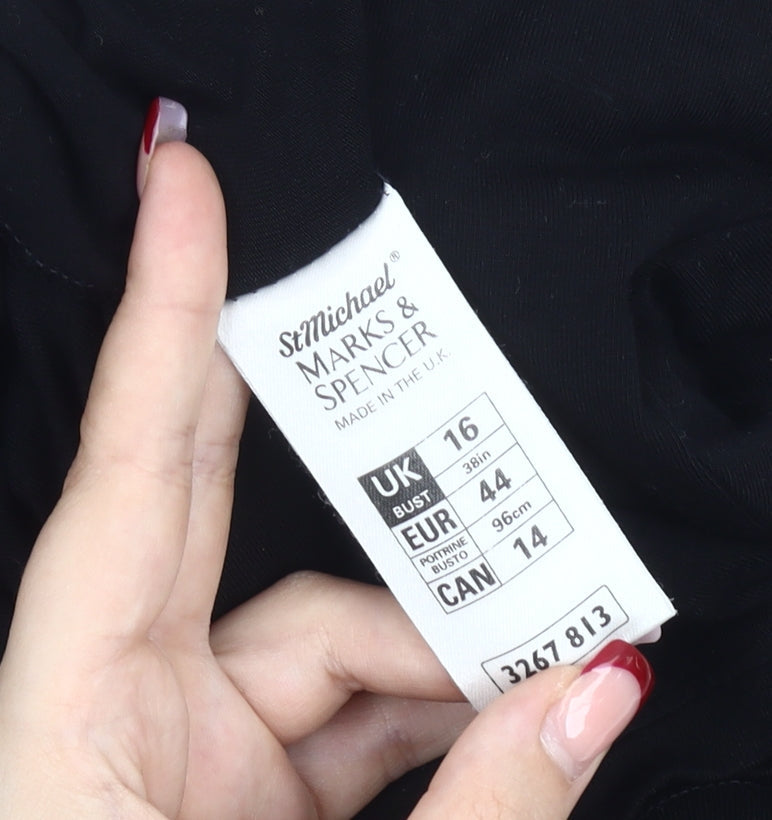 StMichael®
MARKS &
SPENCER
MADE IN THE U.K.
UK 16
BUST 38in
EUR 44
POITRINE
BUSTO 96cm
CAN 14
3267 813